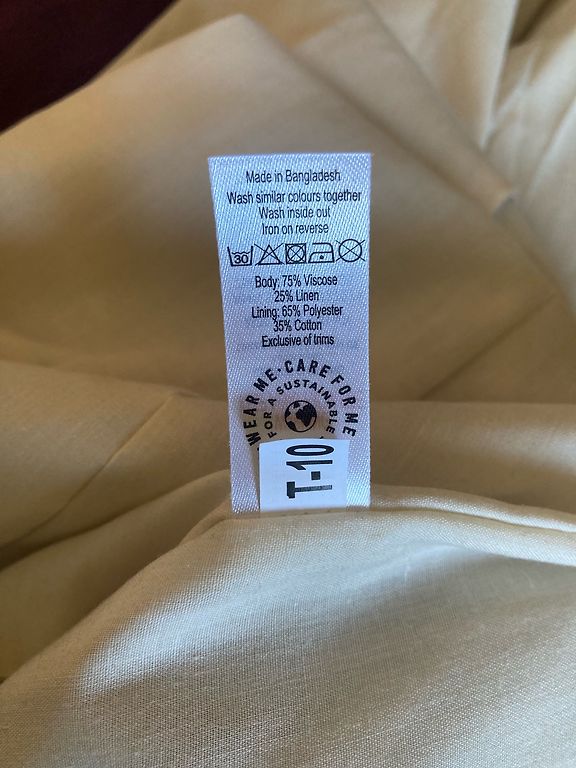 Made in Bangladesh
Wash similar colours together
Wash inside out
Iron on reverse
30
Body: 75% Viscose
25% Linen
Lining: 65% Polyester
35% Cotton
Exclusive of trims
WEAR ME • CARE FOR ME
FOR A SUSTAINABLE
T-10